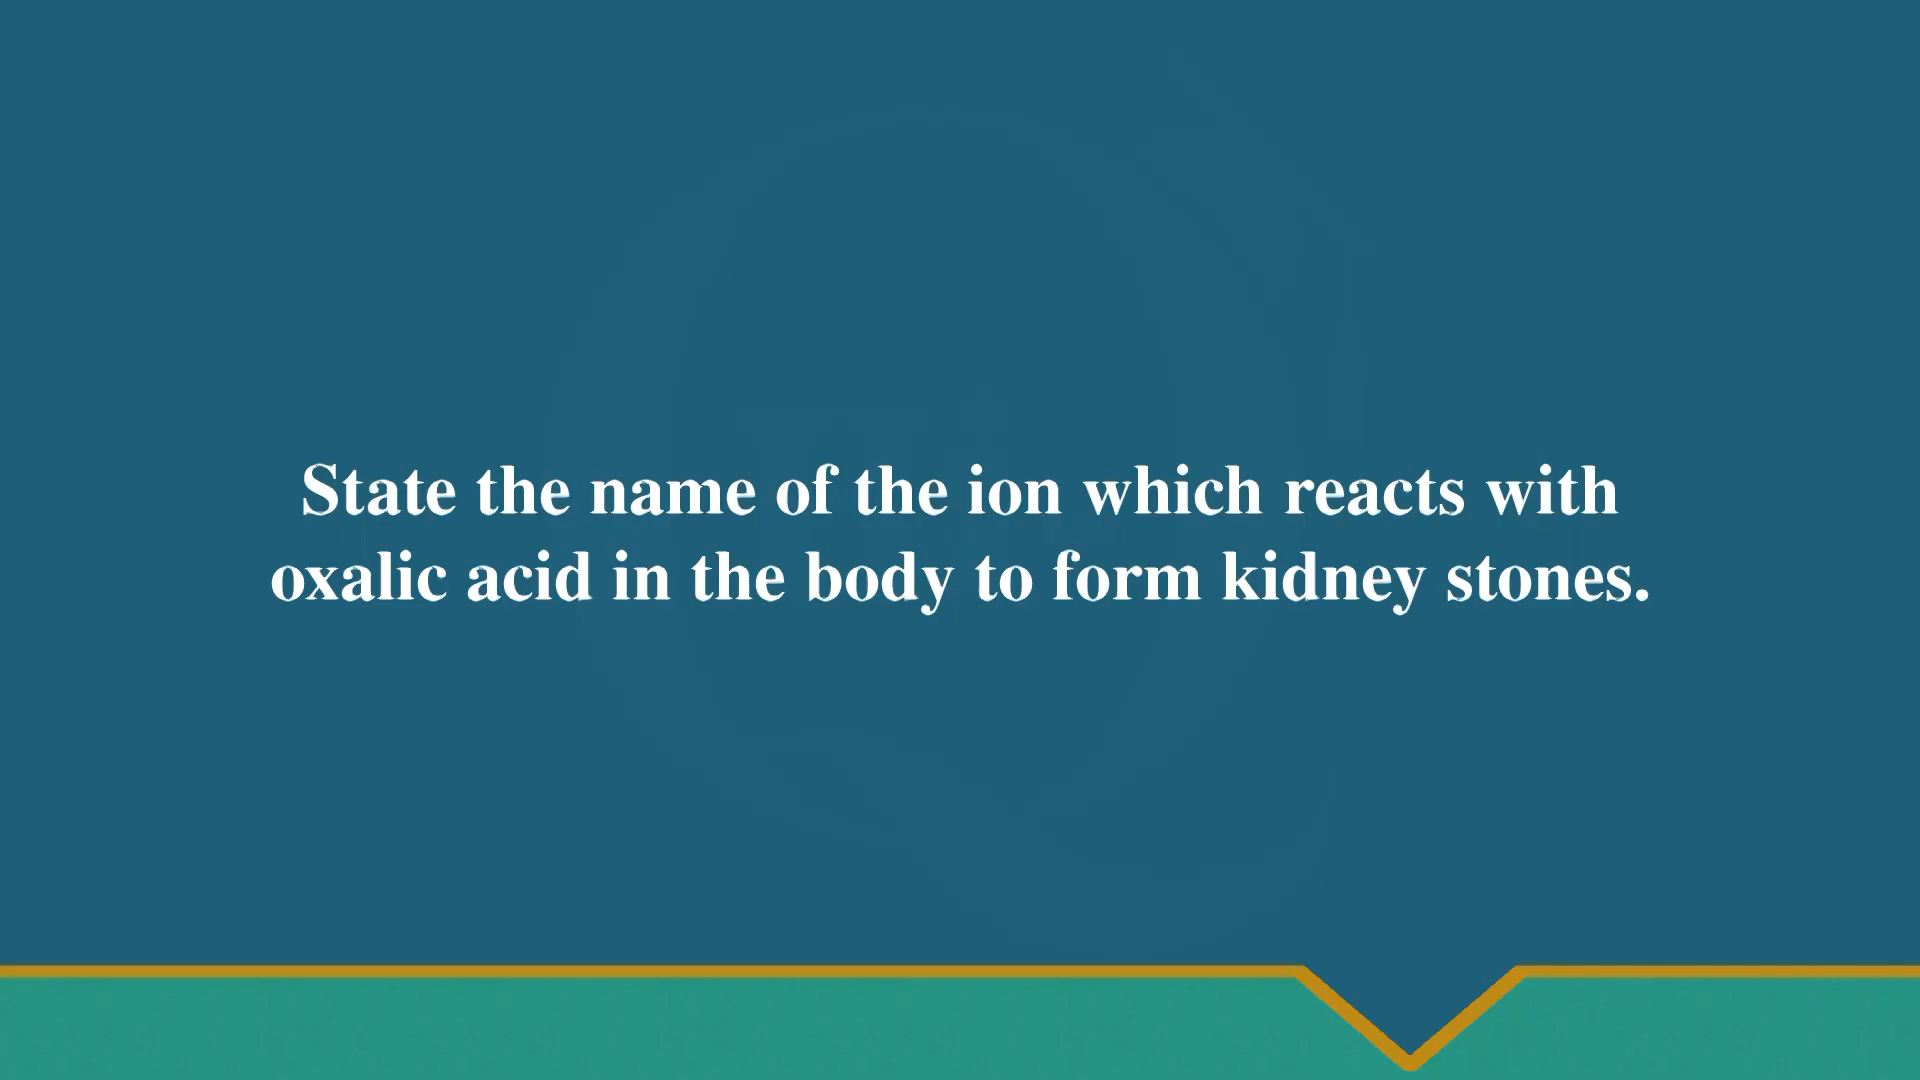 State the name of the ion which reacts with
oxalic acid in the body to form kidney stones.